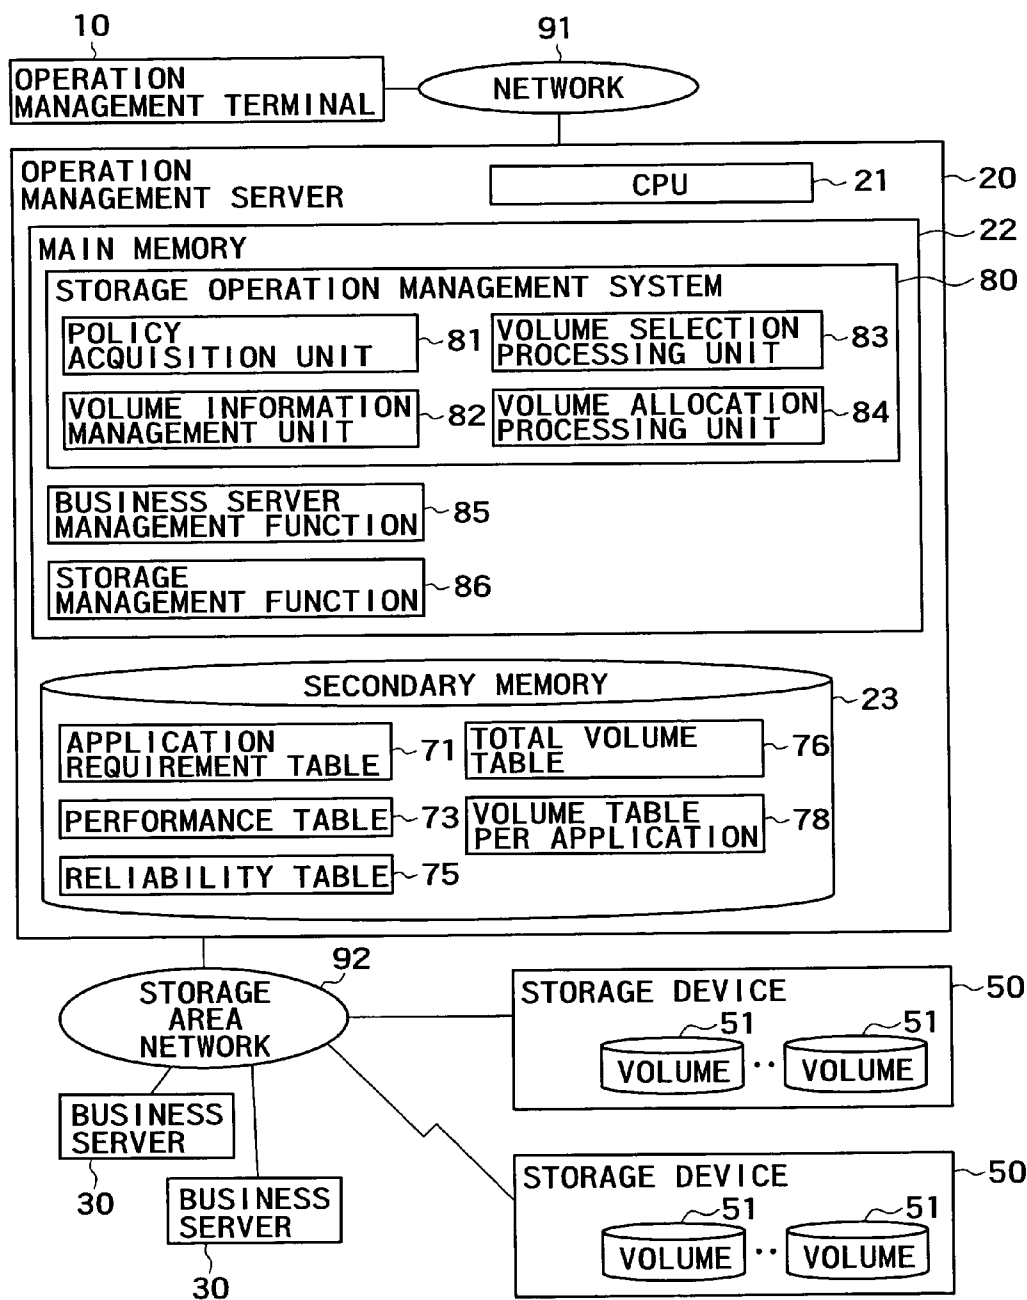 10
OPERATION
MANAGEMENT TERMINAL
91
NETWORK
OPERATION
MANAGEMENT SERVER
CPU
21
20
MAIN MEMORY
22
STORAGE OPERATION MANAGEMENT SYSTEM
80
POLICY
ACQUISITION UNIT
81
VOLUME SELECTION
PROCESSING UNIT
83
VOLUME INFORMATION
MANAGEMENT UNIT
82
VOLUME ALLOCATION
PROCESSING UNIT
84
BUSINESS SERVER
MANAGEMENT FUNCTION
85
STORAGE
MANAGEMENT FUNCTION
86
SECONDARY MEMORY
23
APPLICATION
REQUIREMENT TABLE
71
TOTAL VOLUME
TABLE
76
PERFORMANCE TABLE
73
VOLUME TABLE
PER APPLICATION
78
RELIABILITY TABLE
75
92
STORAGE
AREA
NETWORK
STORAGE DEVICE
50
51
51
VOLUME
VOLUME
BUSINESS
SERVER
30
BUSINESS
SERVER
30
STORAGE DEVICE
50
51
51
VOLUME
VOLUME